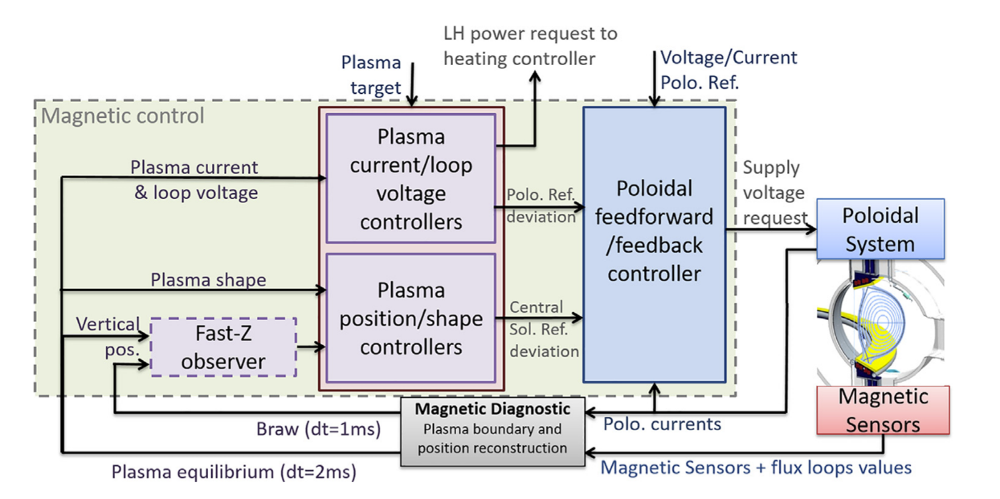 LH power request to
heating controller
Plasma
target
Voltage/Current
Polo. Ref.
Magnetic control
Plasma
current/loop
voltage
controllers
Plasma current
& loop voltage
Polo. Ref.
deviation
Poloidal
feedforward
/feedback
controller
Supply
voltage
request
Poloidal
System
Plasma shape
Plasma
position/shape
controllers
Central
Sol. Ref.
deviation
Vertical
pos.
Fast-Z
observer
Magnetic Diagnostic
Plasma boundary and
position reconstruction
Magnetic
Sensors
Braw (dt=1ms)
Polo. currents
Plasma equilibrium (dt=2ms)
Magnetic Sensors + flux loops values